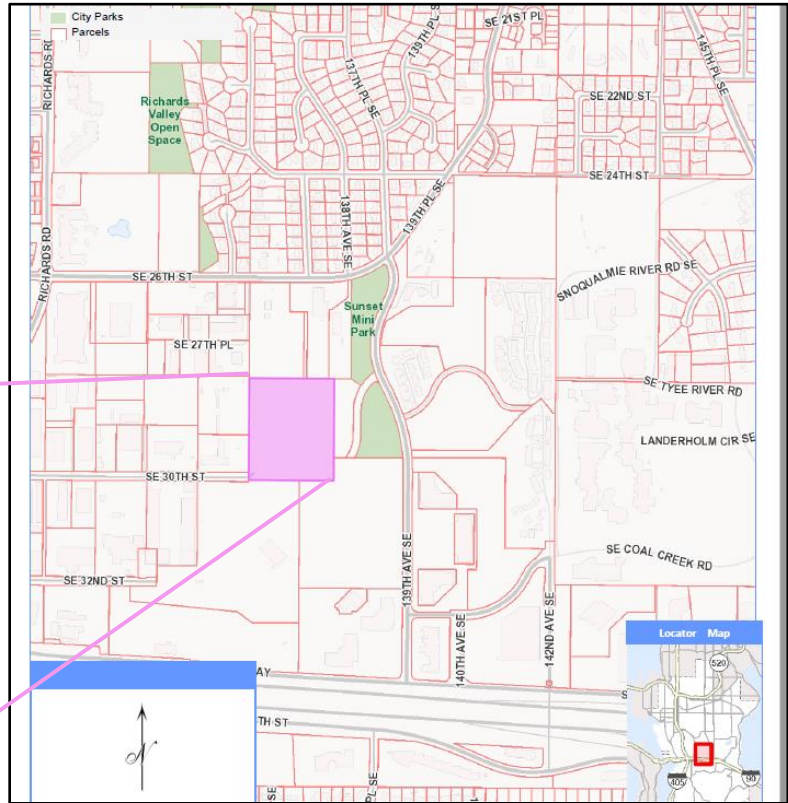 City Parks
Parcels
RICHARDS RD
137TH PL SE
139TH PL S
SE 21ST PL
145TH PL SE
SE 22ND ST
Richards
Valley
Open
Space
SE 24TH ST
138TH AVE SE
139TH PL SE
RICHARDS RD
SE 26TH ST
SNOQUALMIE RIVER RD SE
Sunset
Mini
Park
SE 27TH PL
SE TYEE RIVER RD
LANDERHOLM CIR SE
SE 30TH ST
SE COAL CREEK RD
139TH AVE SE
SE 32ND ST
140TH AVE SE
142ND AVE SE
Locator Map
520
AY
S
TH ST
N
PL SE
405
90